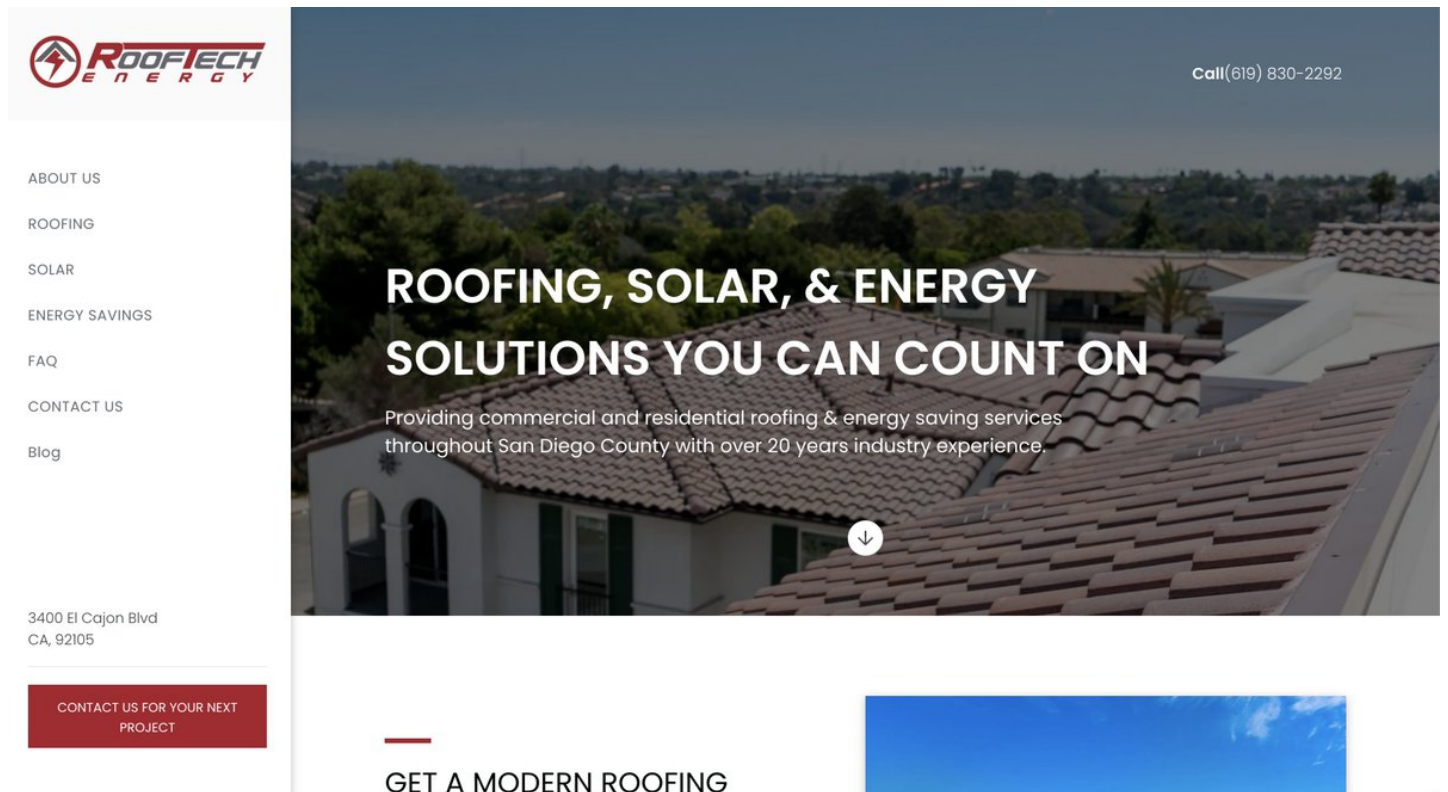 ROOFTECH
ENERGY
ABOUT US
ROOFING
SOLAR
ENERGY SAVINGS
FAQ
CONTACT US
Blog
3400 El Cajon Blvd
CA, 92105
CONTACT US FOR YOUR NEXT
PROJECT
Call(619) 830-2292
ROOFING, SOLAR, & ENERGY
SOLUTIONS YOU CAN COUNT ON
Providing commercial and residential roofing & energy saving services
throughout San Diego County with over 20 years industry experience.
GET A MODERN ROOFING